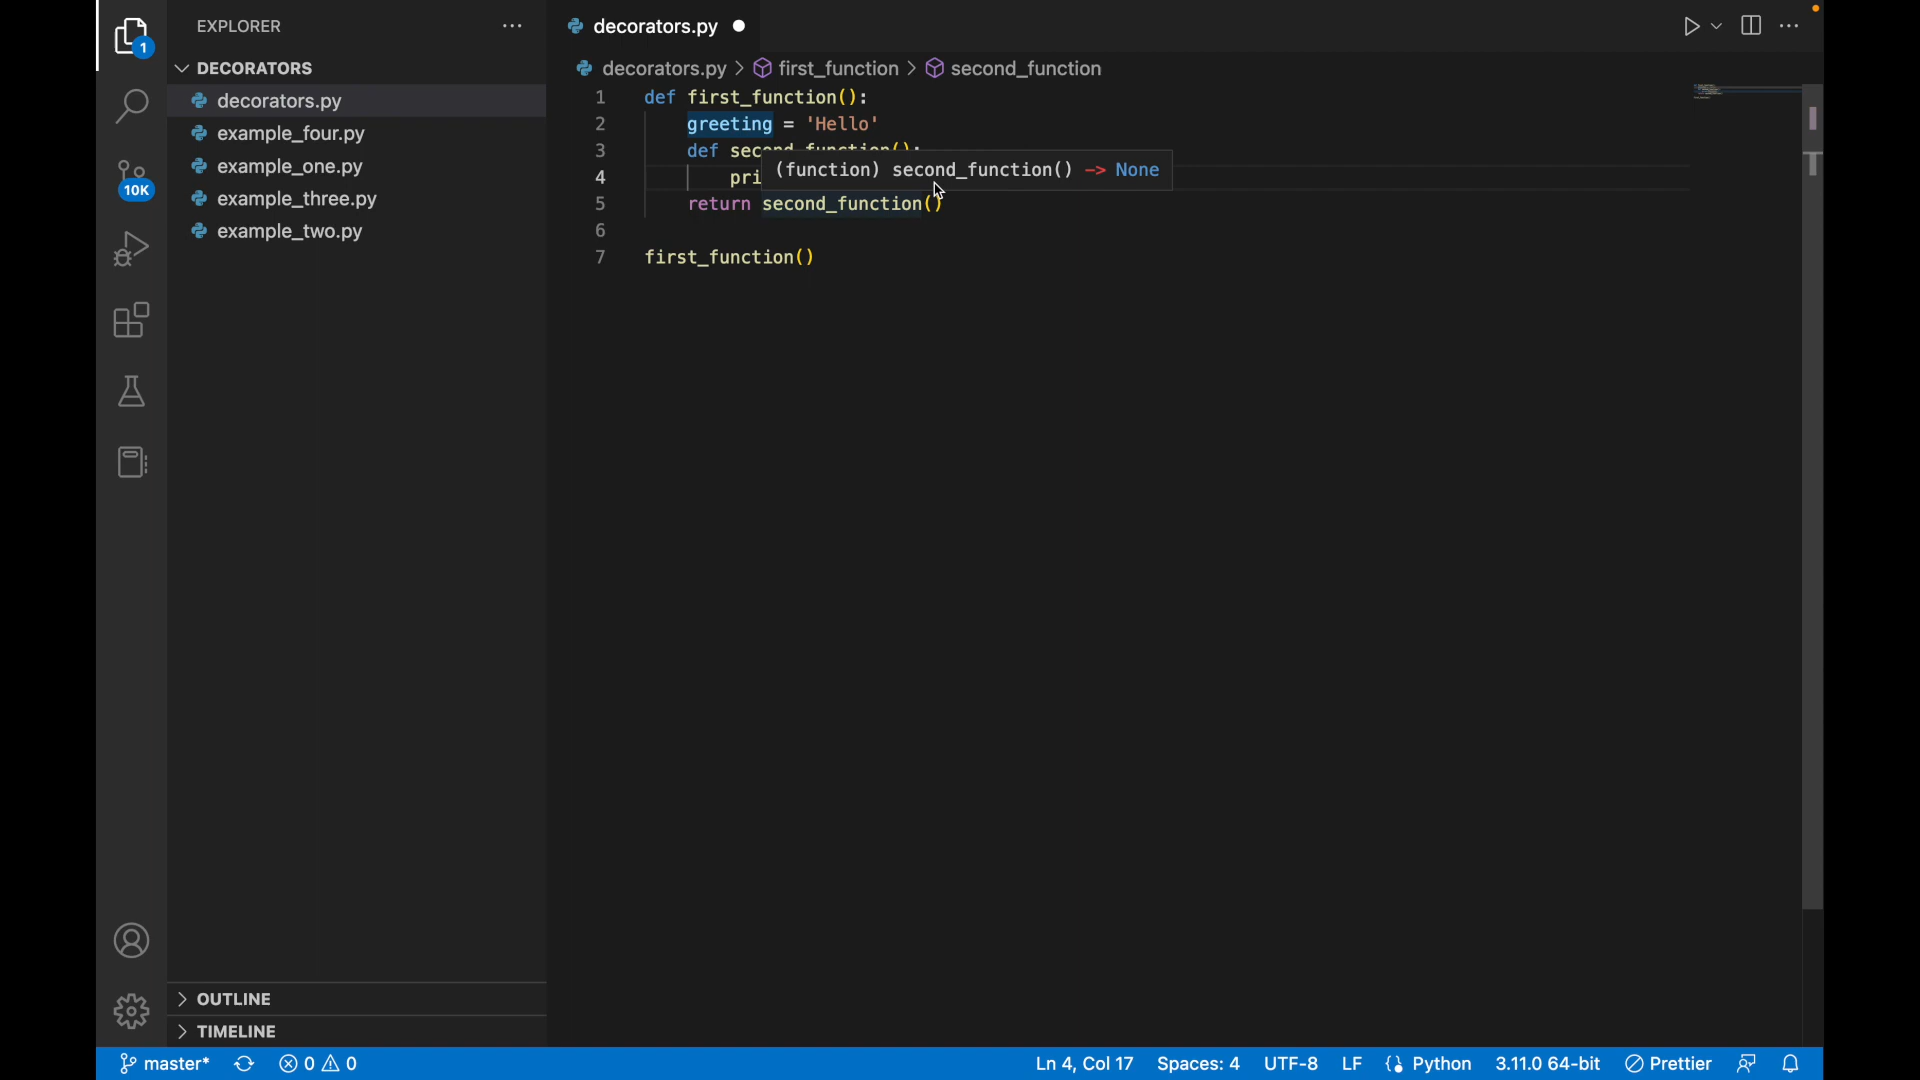 EXPLORER
DECORATORS
decorators.py
example_four.py
example_one.py
example_three.py
example_two.py
OUTLINE
TIMELINE
1
10K
decorators.py
decorators.py > first_function > second_function
1 def first_function():
2 greeting = 'Hello'
3 def second_function():
(function) second_function() -> None
4 pri
5 return second_function()
6
7 first_function()
master* 0 0 Ln 4, Col 17 Spaces: 4 UTF-8 LF Python 3.11.0 64-bit Prettier